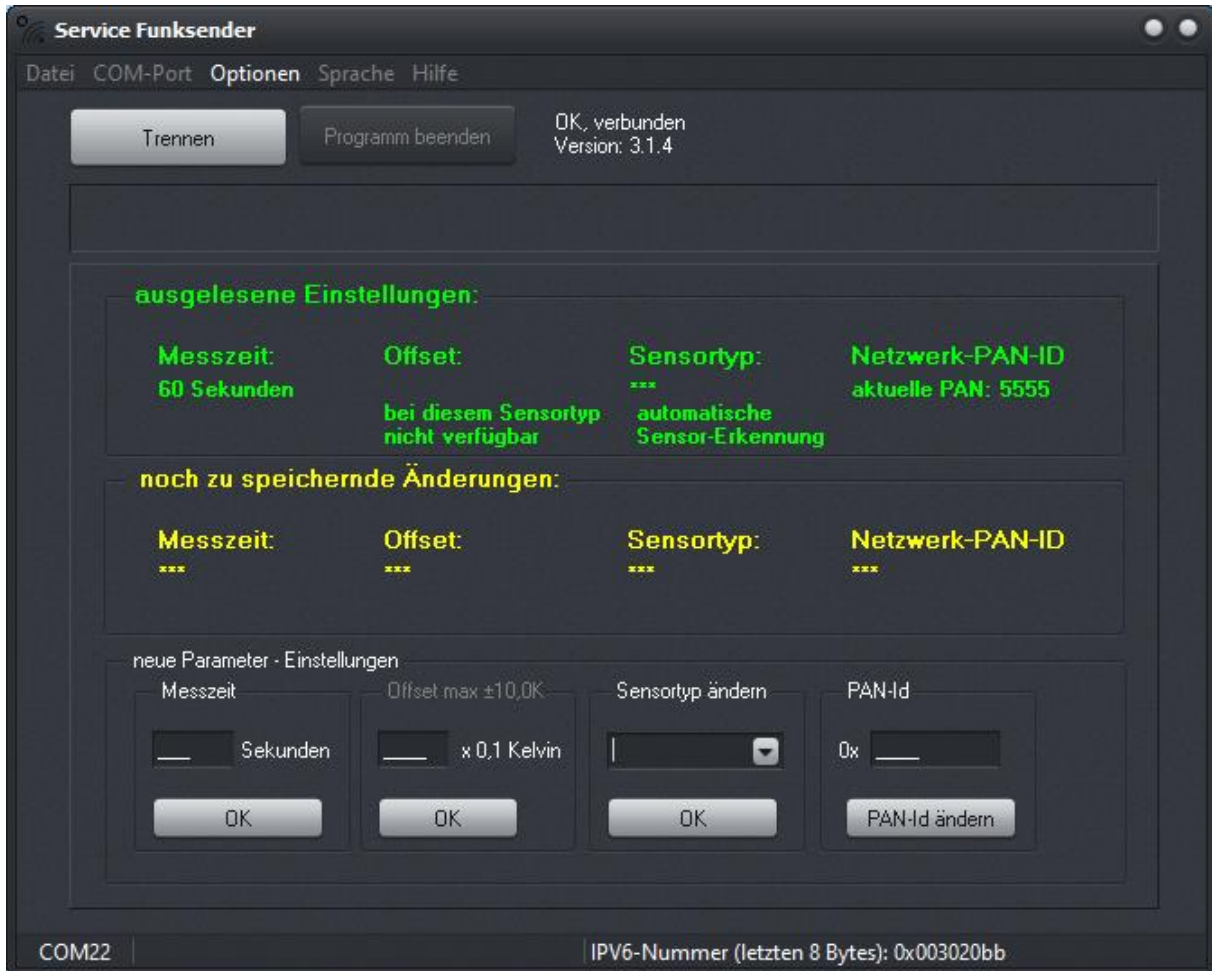 Service Funksender
Datei COM-Port Optionen Sprache Hilfe
Trennen
Programm beenden
OK, verbunden
Version: 3.1.4
ausgelesene Einstellungen:
Messzeit: Offset: Sensortyp: Netzwerk-PAN-ID
60 Sekunden *** aktuelle PAN: 5555
bei diesem Sensortyp automatische
nicht verfügbar Sensor-Erkennung
noch zu speichernde Änderungen:
Messzeit: Offset: Sensortyp: Netzwerk-PAN-ID
*** *** *** ***
neue Parameter - Einstellungen
Messzeit Offset max ±10,0K Sensortyp ändern PAN-Id
___ Sekunden ____ x 0,1 Kelvin 0x ____
OK OK OK PAN-Id ändern
COM22 IPV6-Nummer (letzten 8 Bytes): 0x003020bb